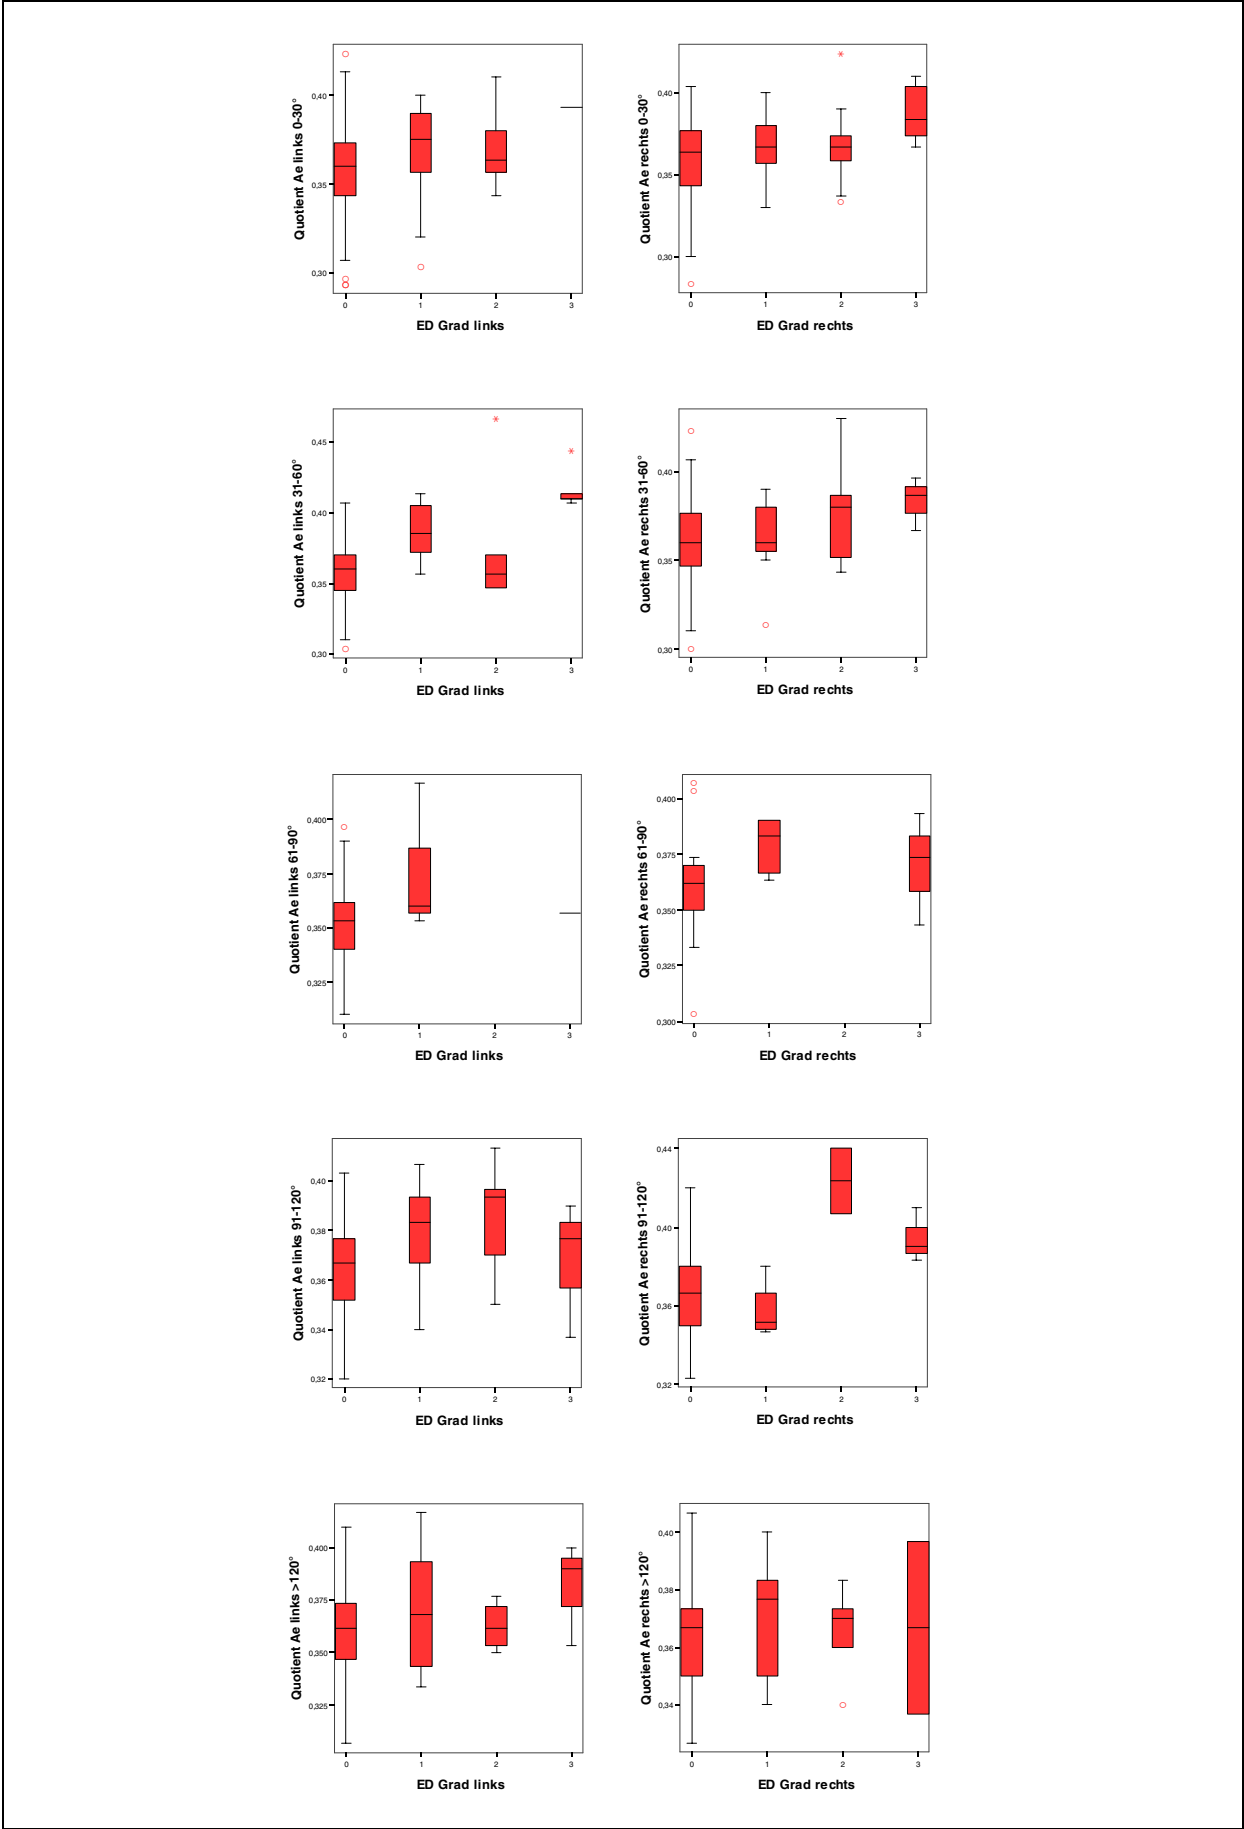 Quotient Ae links 0-30°
0,40
0,35
0,30
0 1 2 3
ED Grad links
Quotient Ae rechts 0-30°
0,40
0,35
0,30
0 1 2 3
ED Grad rechts
Quotient Ae links 31-60°
0,45
0,40
0,35
0,30
0 1 2 3
ED Grad links
Quotient Ae rechts 31-60°
0,40
0,35
0,30
0 1 2 3
ED Grad rechts
Quotient Ae links 61-90°
0,400
0,375
0,350
0,325
0 1 2 3
ED Grad links
Quotient Ae rechts 61-90°
0,400
0,375
0,350
0,325
0,300
0 1 2 3
ED Grad rechts
Quotient Ae links 91-120°
0,40
0,38
0,36
0,34
0,32
0 1 2 3
ED Grad links
Quotient Ae rechts 91-120°
0,44
0,40
0,36
0,32
0 1 2 3
ED Grad rechts
Quotient Ae links >120°
0,400
0,375
0,350
0,325
0 1 2 3
ED Grad links
Quotient Ae rechts >120°
0,40
0,38
0,36
0,34
0 1 2 3
ED Grad rechts